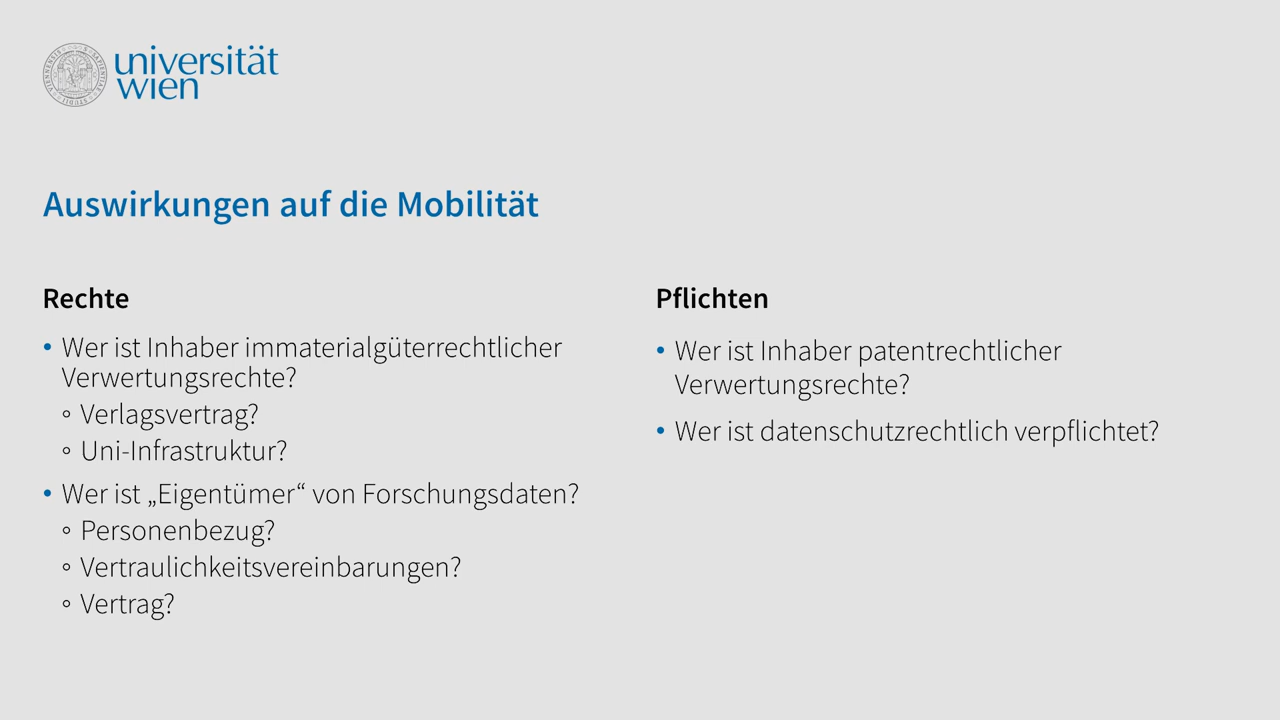 universität
wien
Auswirkungen auf die Mobilität
Rechte
• Wer ist Inhaber immaterialgüterrechtlicher
Verwertungsrechte?
◦ Verlagsvertrag?
◦ Uni-Infrastruktur?
• Wer ist „Eigentümer“ von Forschungsdaten?
◦ Personenbezug?
◦ Vertraulichkeitsvereinbarungen?
◦ Vertrag?
Pflichten
• Wer ist Inhaber patentrechtlicher
Verwertungsrechte?
• Wer ist datenschutzrechtlich verpflichtet?